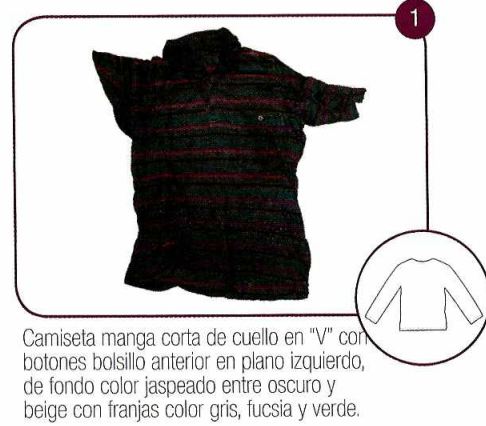 1
Camiseta manga corta de cuello en "V" con
botones bolsillo anterior en plano izquierdo,
de fondo color jaspeado entre oscuro y
beige con franjas color gris, fucsia y verde.